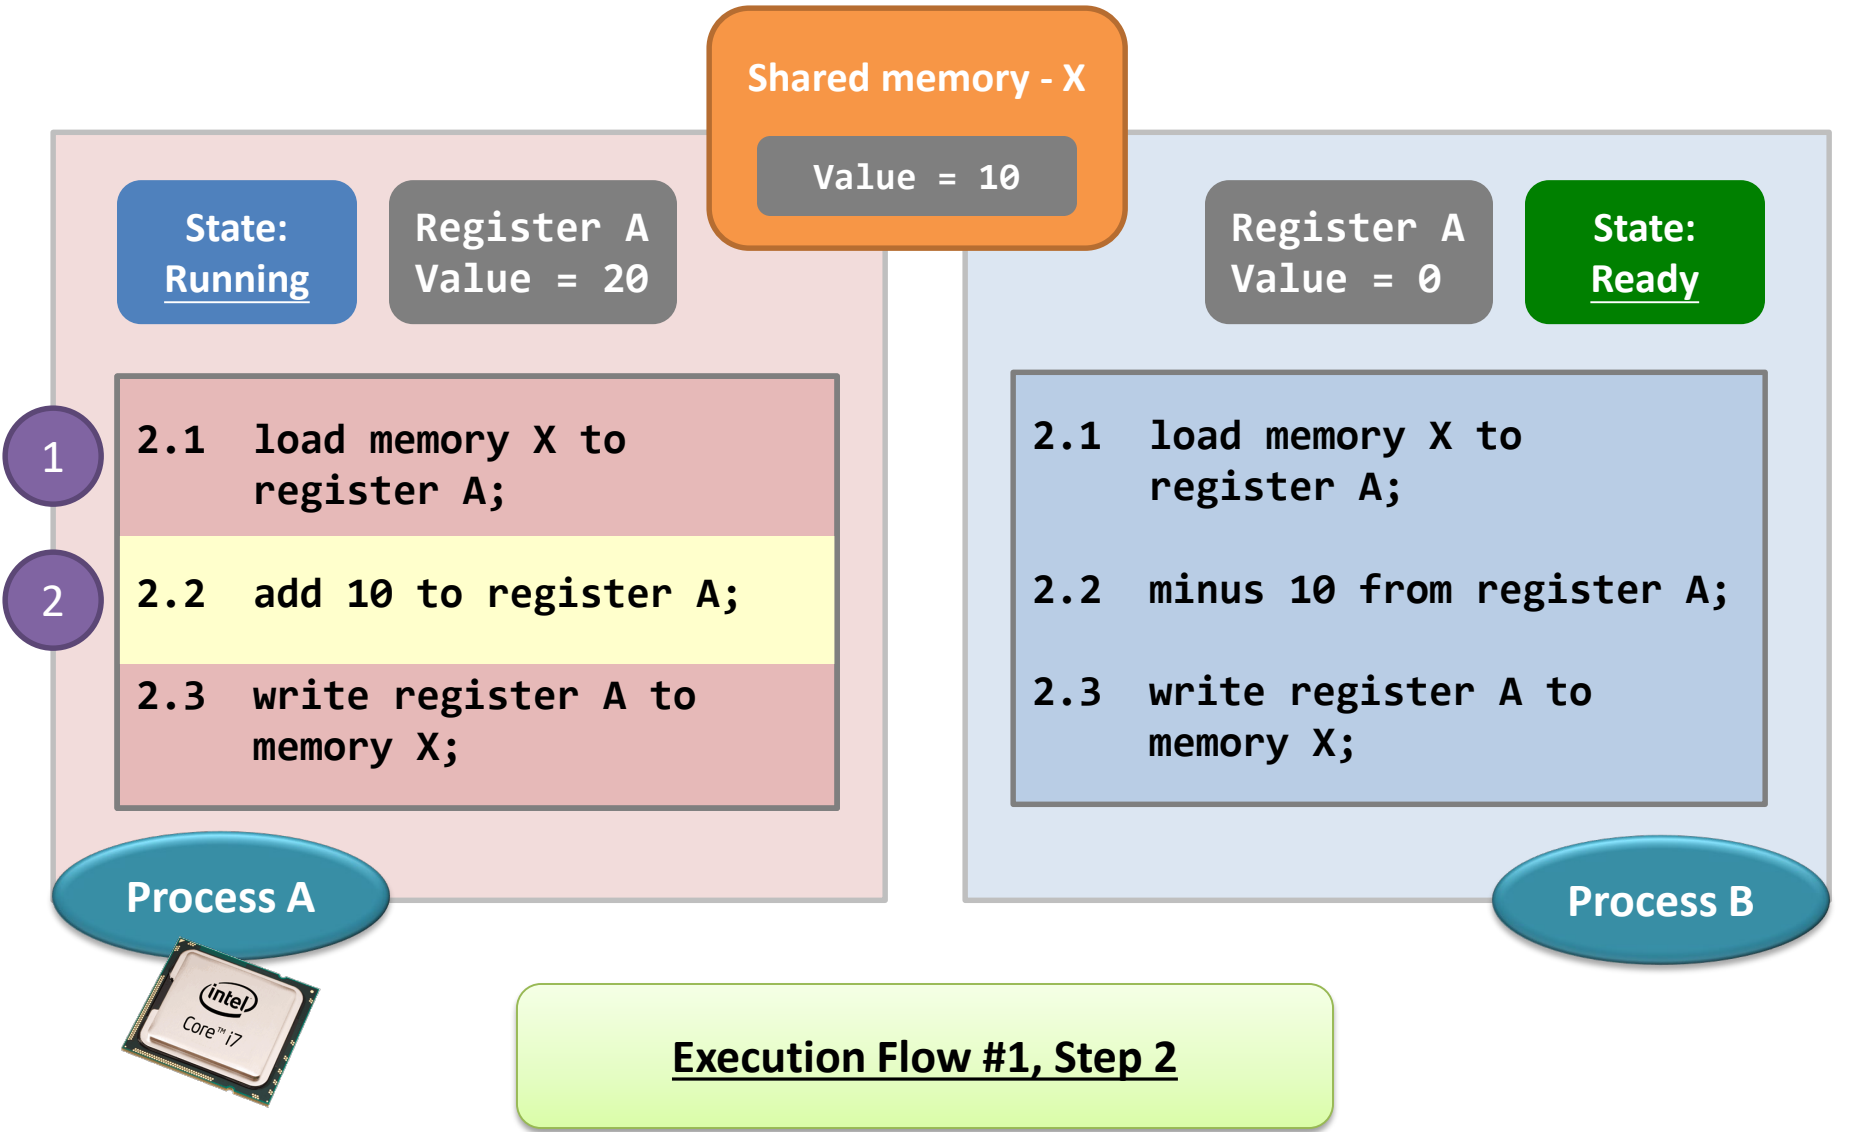 Shared memory - X
Value = 10
State:
Running
Register A
Value = 20
Register A
Value = 0
State:
Ready
1
2.1 load memory X to
register A;
2
2.2 add 10 to register A;
2.3 write register A to
memory X;
2.1 load memory X to
register A;
2.2 minus 10 from register A;
2.3 write register A to
memory X;
Process A
Process B
intel
Core™ i7
Execution Flow #1, Step 2